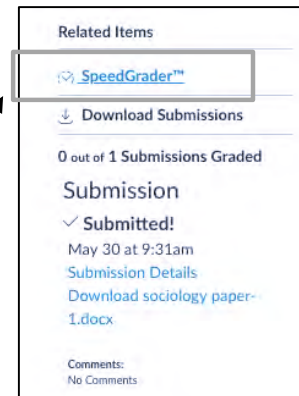 Related Items
SpeedGrader™
Download Submissions
0 out of 1 Submissions Graded
Submission
✓ Submitted!
May 30 at 9:31am
Submission Details
Download sociology paper-
1.docx
Comments:
No Comments